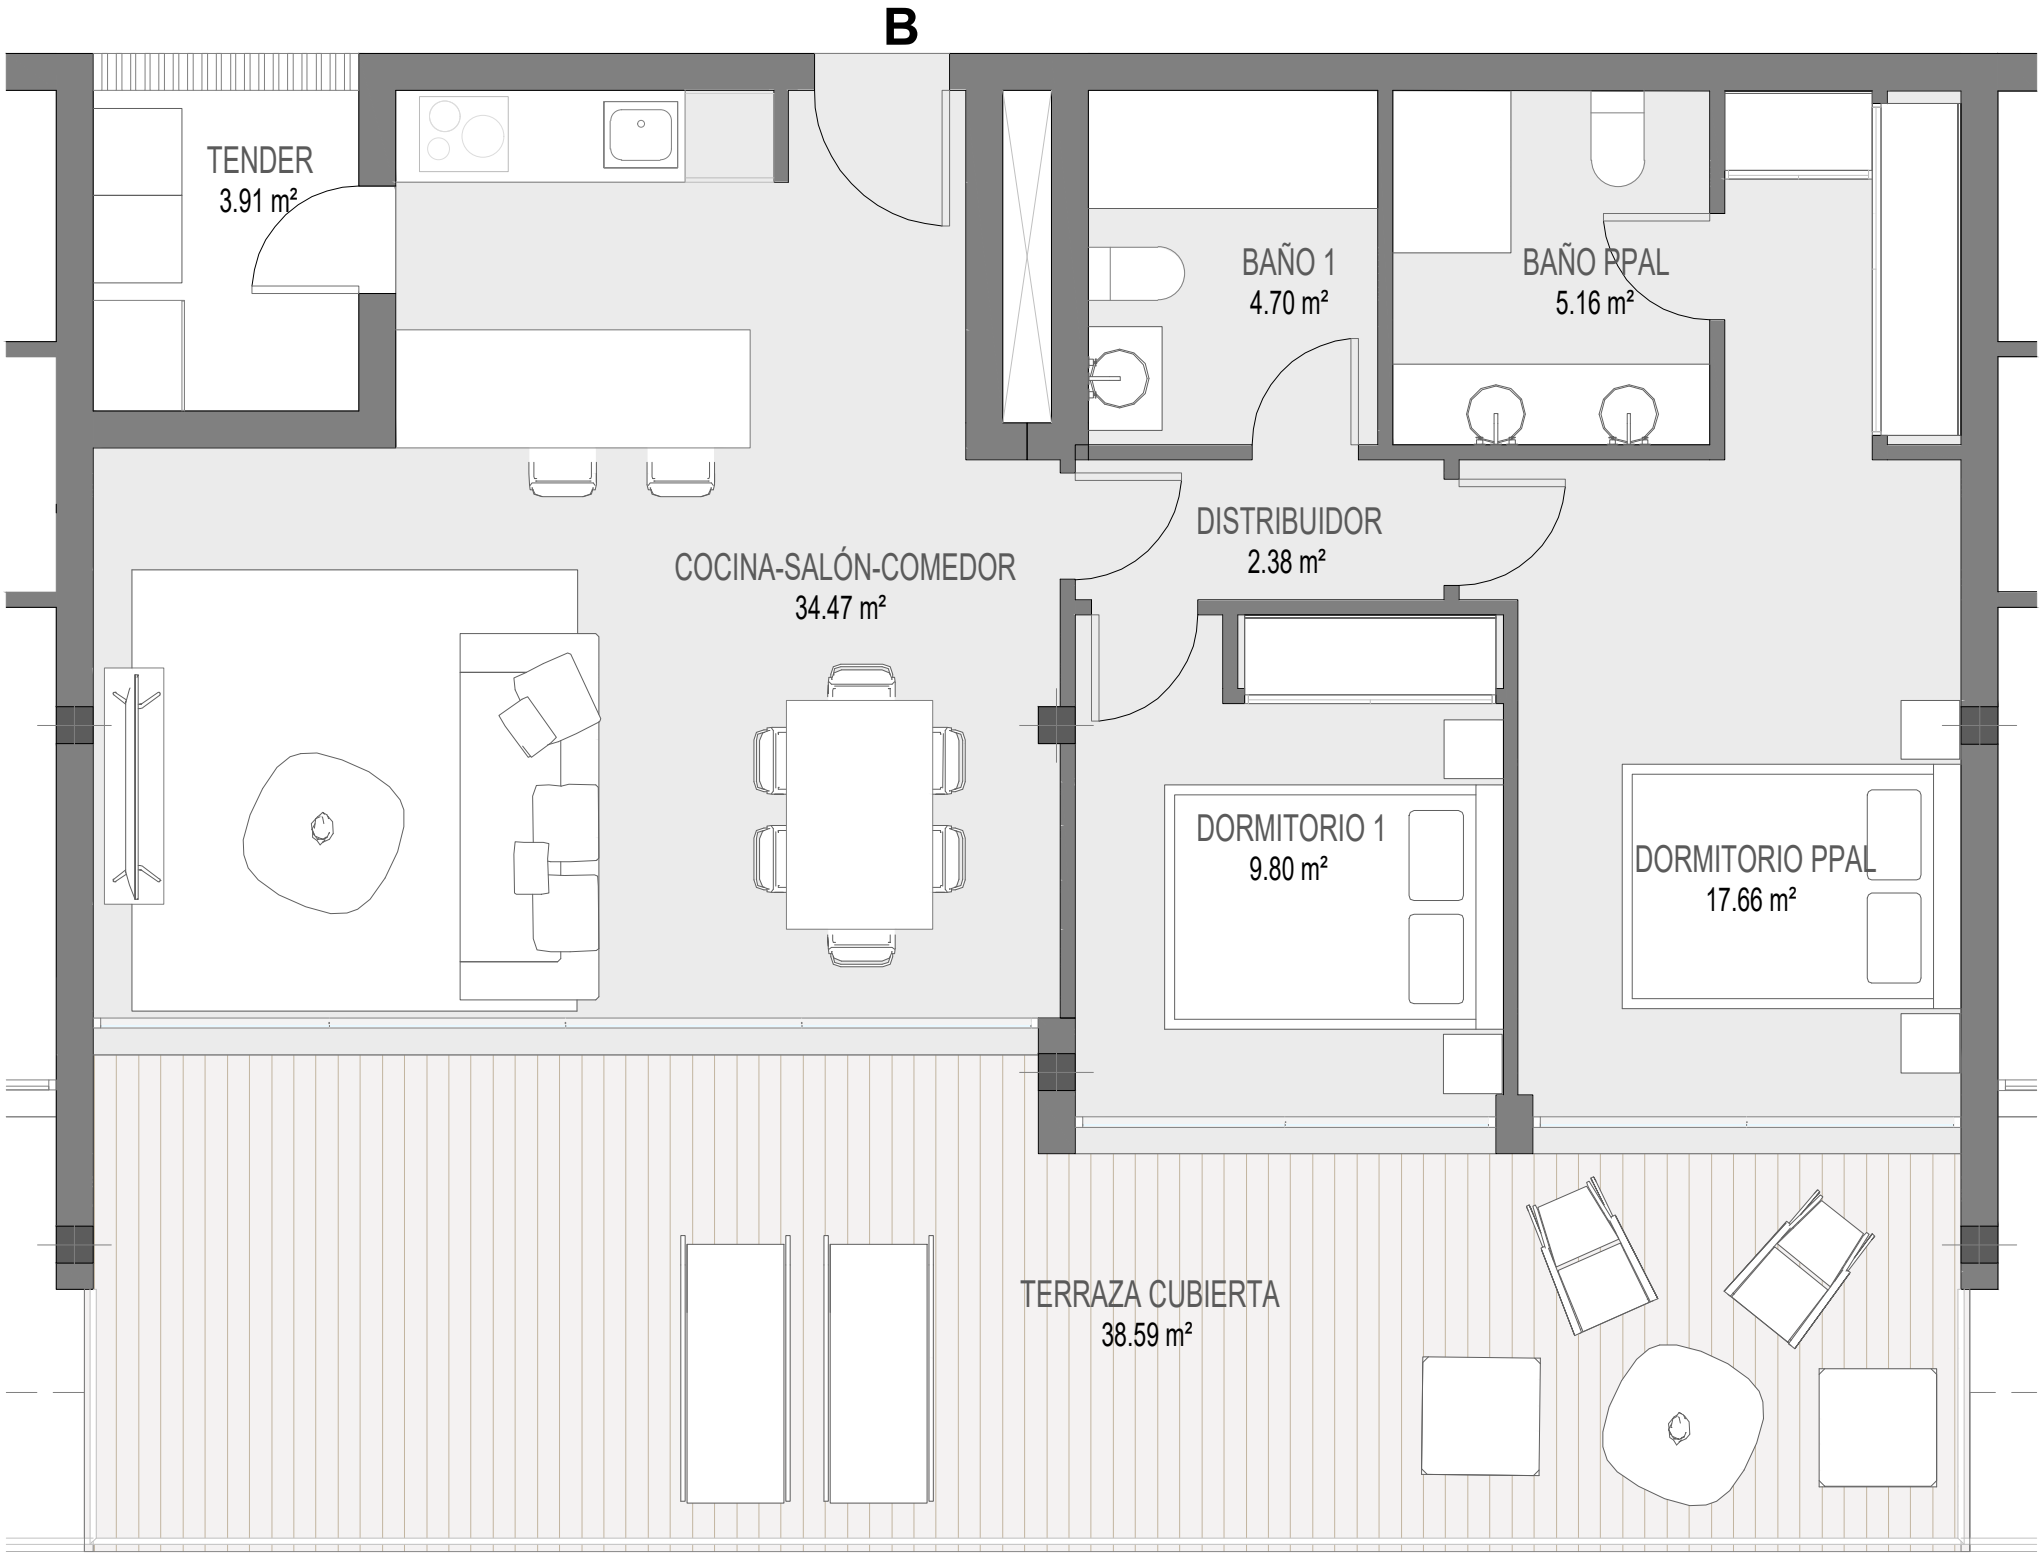 B
TENDER
3.91 m²
BAÑO 1
4.70 m²
BAÑO PPAL
5.16 m²
DISTRIBUIDOR
2.38 m²
COCINA-SALÓN-COMEDOR
34.47 m²
DORMITORIO 1
9.80 m²
DORMITORIO PPAL
17.66 m²
TERRAZA CUBIERTA
38.59 m²